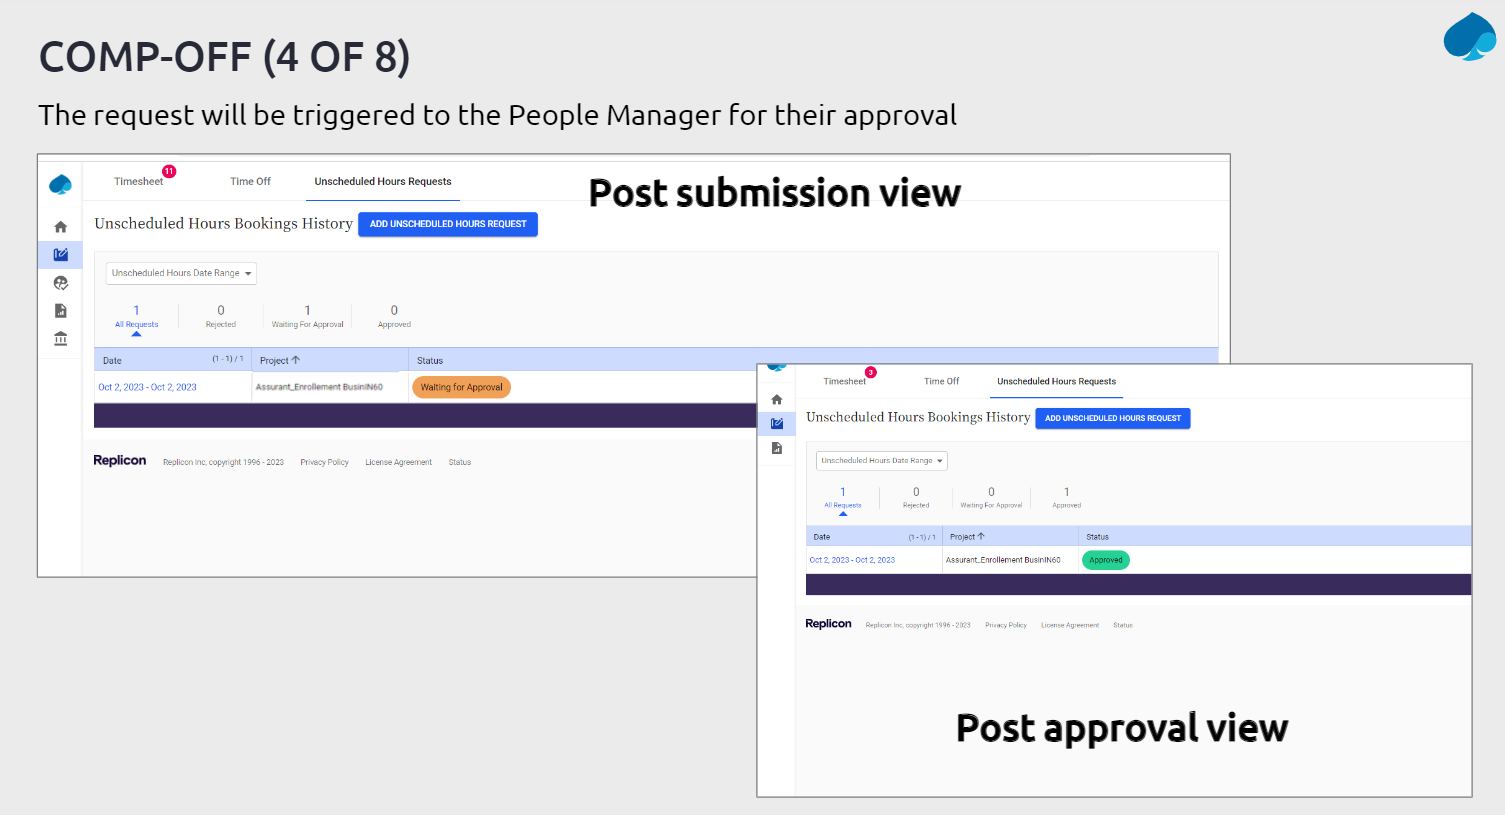 COMP-OFF (4 OF 8)
The request will be triggered to the People Manager for their approval
Timesheet 11 Time Off Unscheduled Hours Requests
Post submission view
Unscheduled Hours Bookings History ADD UNSCHEDULED HOURS REQUEST
Unscheduled Hours Date Range
1 0 1 0
All Requests Rejected Waiting For Approval Approved
Date (1 - 1) / 1 Project Status
Oct 2, 2023 - Oct 2, 2023 Assurant_Enrollement BusinIN60 Waiting for Approval
Replicon Replicon Inc, copyright 1996 - 2023 Privacy Policy License Agreement Status
Timesheet 3 Time Off Unscheduled Hours Requests
Unscheduled Hours Bookings History ADD UNSCHEDULED HOURS REQUEST
Unscheduled Hours Date Range
1 0 0 1
All Requests Rejected Waiting For Approval Approved
Date (1 - 1) / 1 Project Status
Oct 2, 2023 - Oct 2, 2023 Assurant_Enrollement BusinIN60 Approved
Replicon Replicon Inc, copyright 1996 - 2023 Privacy Policy License Agreement Status
Post approval view